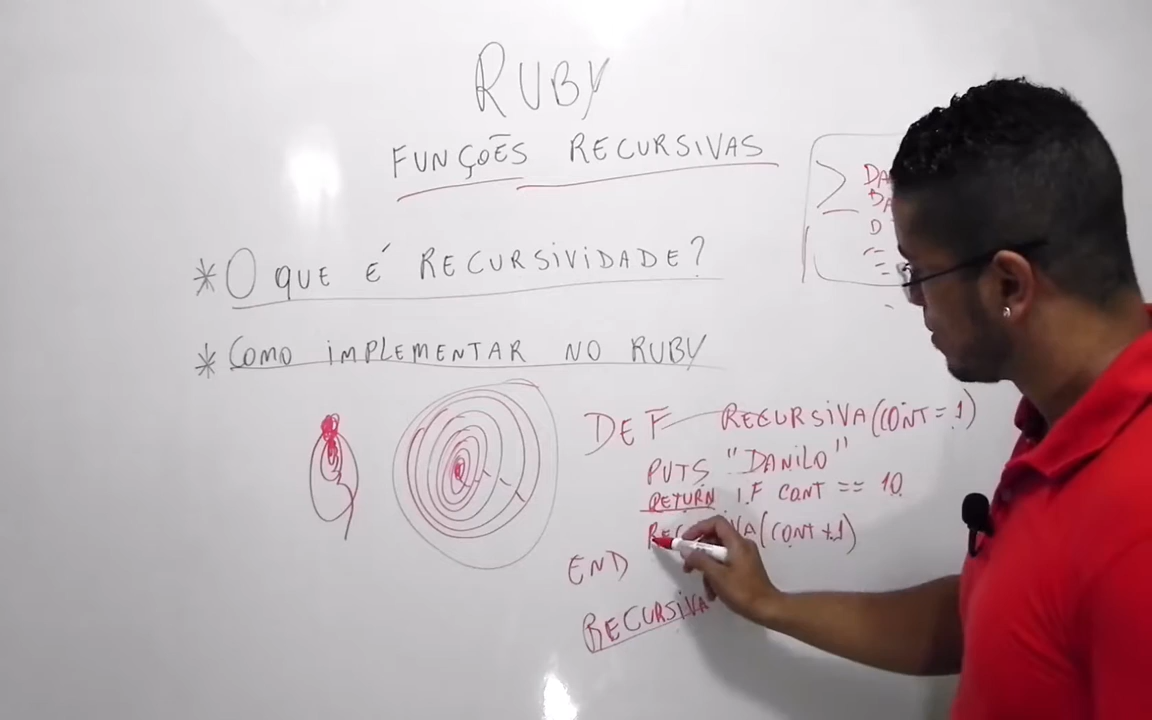 RUBY
FUNÇÕES RECURSIVAS
* O QUE É RECURSIVIDADE?
* COMO IMPLEMENTAR NO RUBY
DEF RECURSIVA(CONT = 1)
PUTS "DANILO"
RETURN IF CONT == 10
(CONT + 1)
END
RECURSIVA